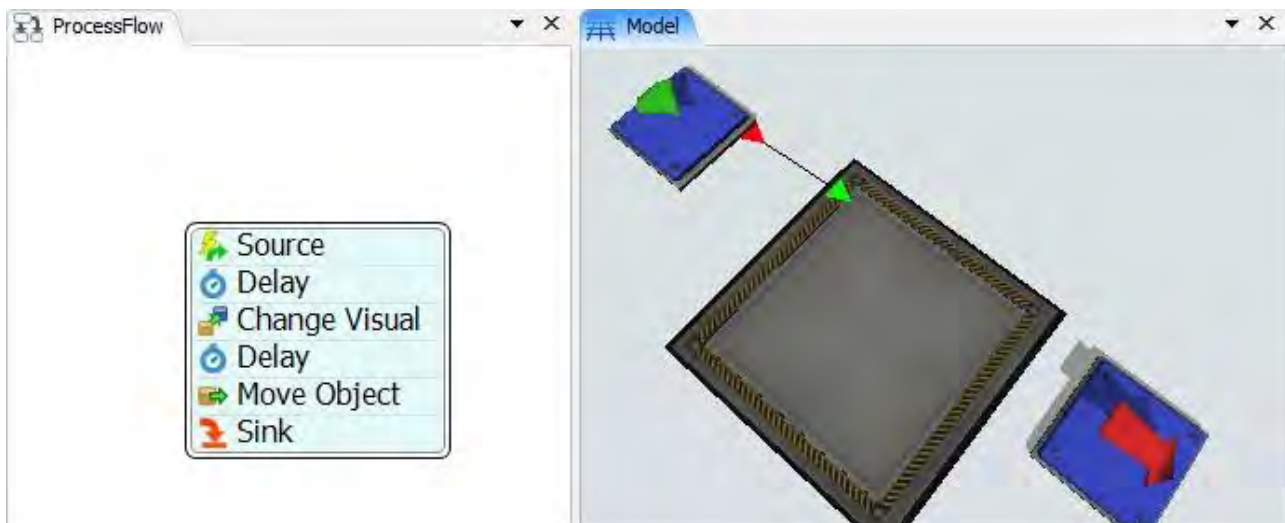 ProcessFlow
Model
Source
Delay
Change Visual
Delay
Move Object
Sink